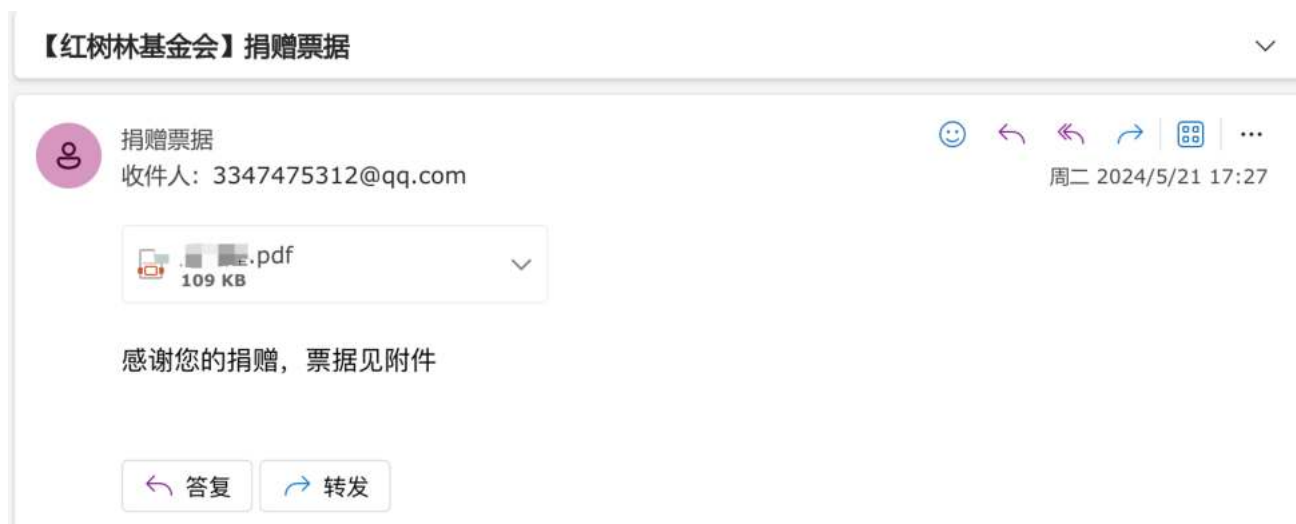 【红树林基金会】捐赠票据
捐赠票据
收件人: 3347475312@qq.com
周二 2024/5/21 17:27
.pdf
109 KB
感谢您的捐赠，票据见附件
答复
转发